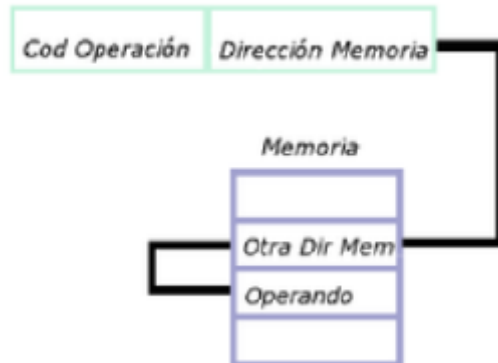 Cod Operación Dirección Memoria
Memoria
Otra Dir Mem
Operando